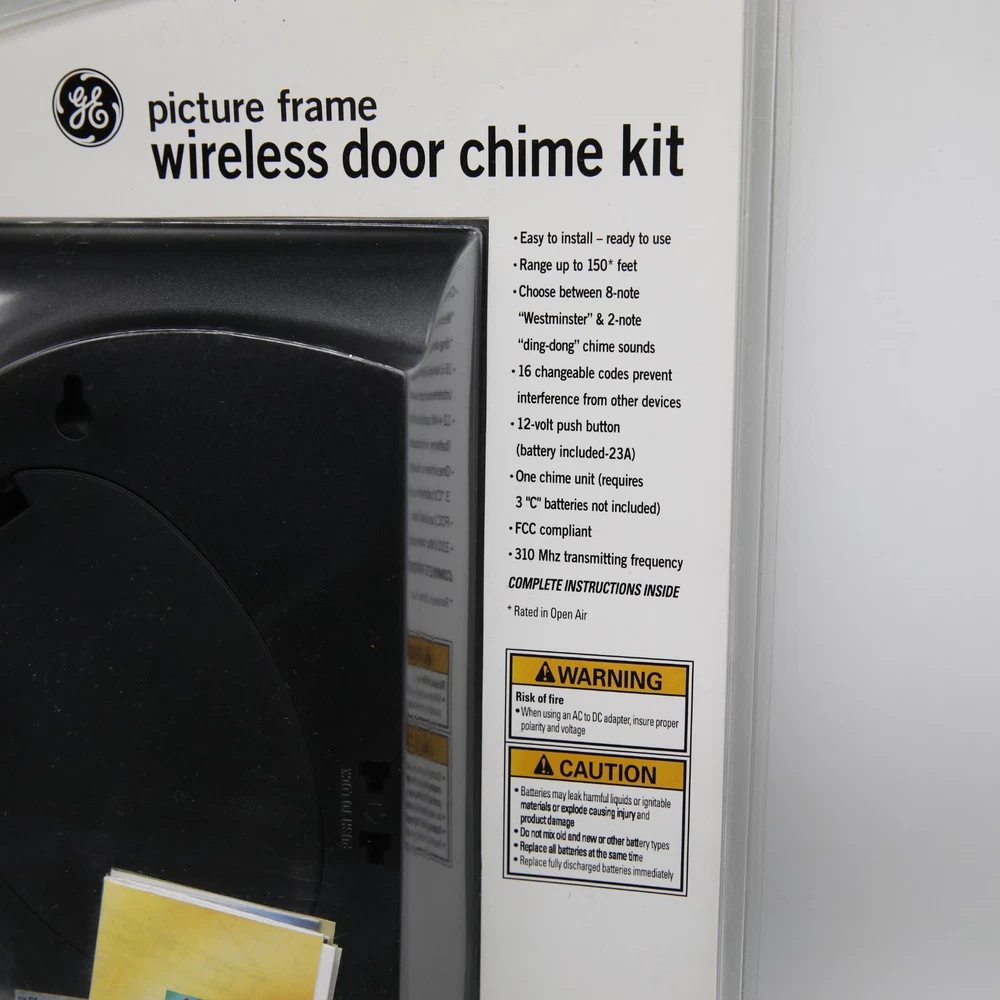 GE
picture frame
wireless door chime kit
• Easy to install – ready to use
• Range up to 150* feet
• Choose between 8-note
“Westminster” & 2-note
“ding-dong” chime sounds
• 16 changeable codes prevent
interference from other devices
• 12-volt push button
(battery included-23A)
• One chime unit (requires
3 "C" batteries not included)
• FCC compliant
• 310 Mhz transmitting frequency
COMPLETE INSTRUCTIONS INSIDE
* Rated in Open Air
WARNING
Risk of fire
• When using an AC to DC adapter, insure proper
polarity and voltage
CAUTION
• Batteries may leak harmful liquids or ignitable
materials or explode causing injury and
product damage
• Do not mix old and new or other battery types
• Replace all batteries at the same time
• Replace fully discharged batteries immediately
PUSH TO LOCK